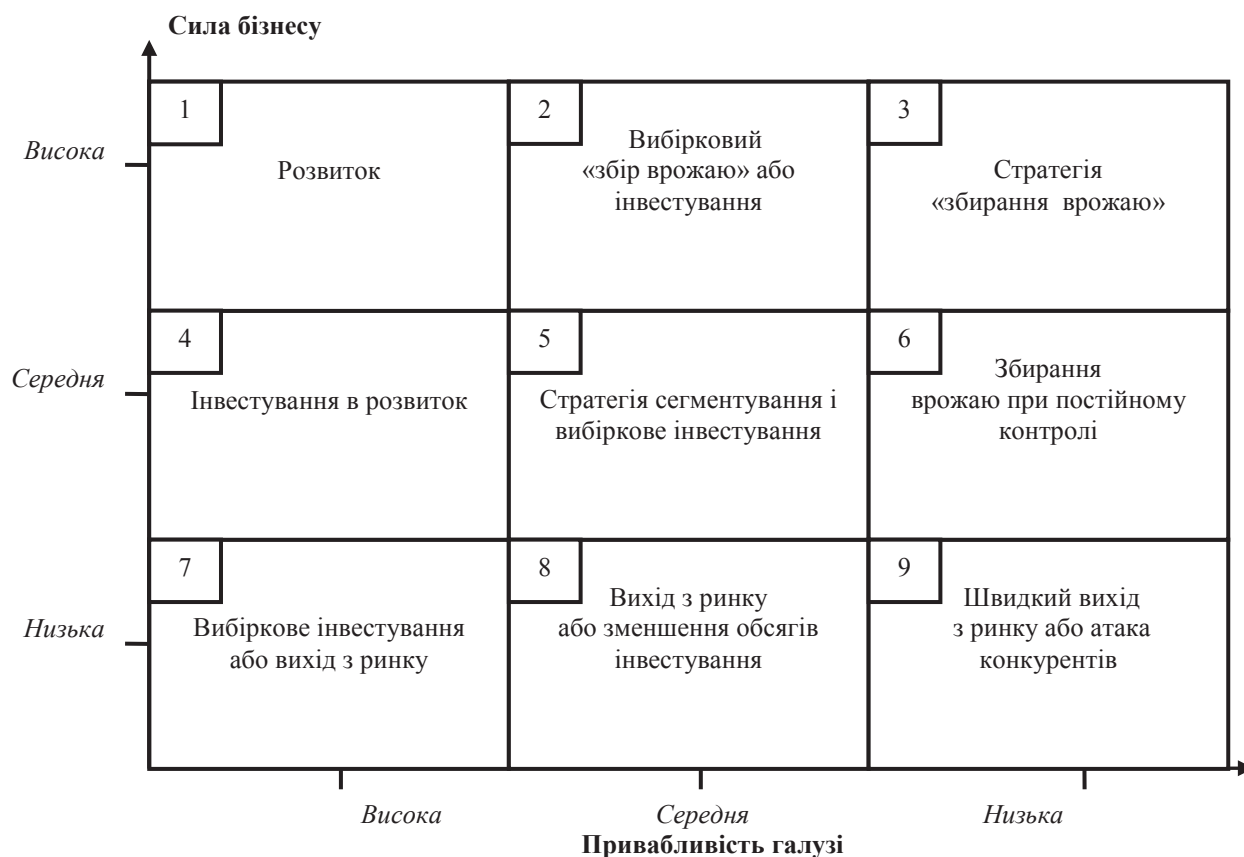 Сила бізнесу
1
2
3
Висока
Розвиток
Вибірковий
«збір врожаю» або
інвестування
Стратегія
«збирання врожаю»
4
5
6
Середня
Інвестування в розвиток
Стратегія сегментування і
вибіркове інвестування
Збирання
врожаю при постійному
контролі
7
8
9
Низька
Вибіркове інвестування
або вихід з ринку
Вихід з ринку
або зменшення обсягів
інвестування
Швидкий вихід
з ринку або атака
конкурентів
Висока
Середня
Низька
Привабливість галузі